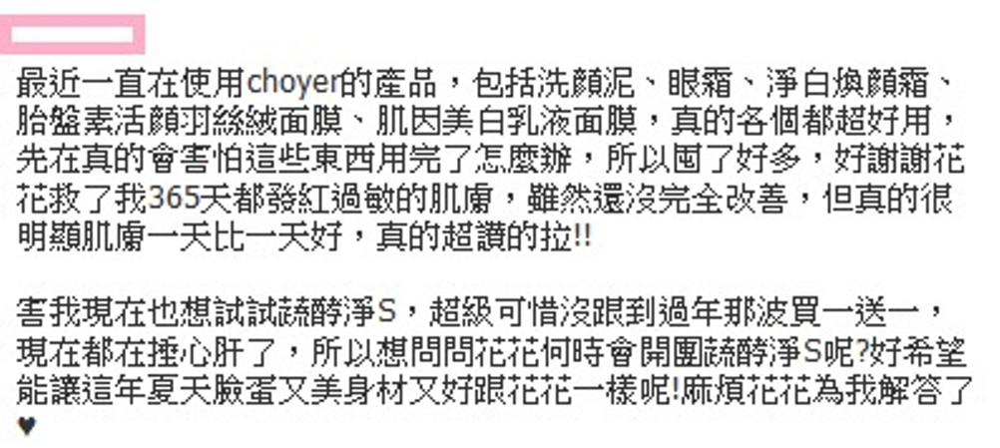 最近一直在使用choyer的產品，包括洗顏泥、眼霜、淨白煥顏霜、
胎盤素活顏羽絲絨面膜、肌因美白乳液面膜，真的各個都超好用，
先在真的會害怕這些東西用完了怎麼辦，所以囤了好多，好謝謝花
花救了我365天都發紅過敏的肌膚，雖然還沒完全改善，但真的很
明顯肌膚一天比一天好，真的超讚的拉!!
害我現在也想試試蔬酵淨S，超級可惜沒跟到過年那波買一送一，
現在都在捶心肝了，所以想問問花花何時會開團蔬酵淨S呢?好希望
能讓這年夏天臉蛋又美身材又好跟花花一樣呢!麻煩花花為我解答了
♥